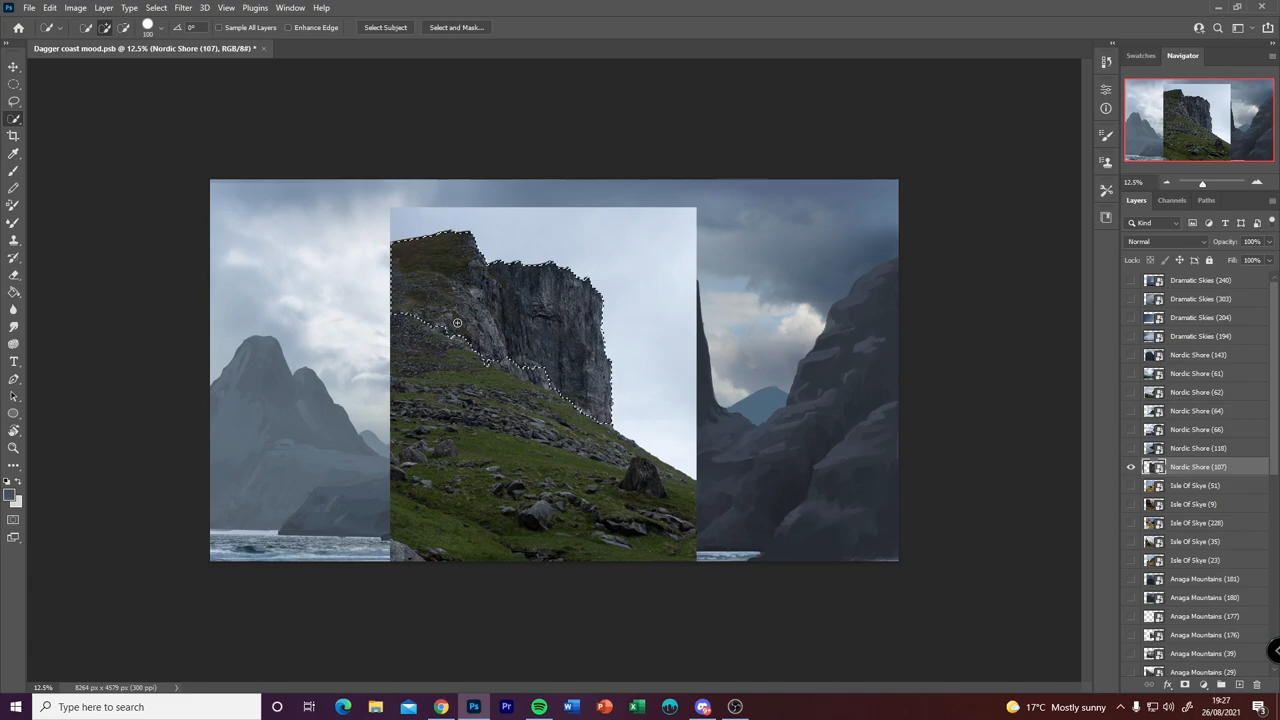 Ps File Edit Image Layer Type Select Filter 3D View Plugins Window Help
100 0° Sample All Layers Enhance Edge Select Subject Select and Mask...
Dagger coast mood.psb @ 12.5% (Nordic Shore (107), RGB/8#) * ×
Swatches Navigator
12.5%
Layers Channels Paths
Kind
Normal Opacity: 100%
Lock: Fill: 100%
Dramatic Skies (240)
Dramatic Skies (303)
Dramatic Skies (204)
Dramatic Skies (194)
Nordic Shore (143)
Nordic Shore (61)
Nordic Shore (62)
Nordic Shore (64)
Nordic Shore (66)
Nordic Shore (118)
Nordic Shore (107)
Isle Of Skye (51)
Isle Of Skye (9)
Isle Of Skye (228)
Isle Of Skye (35)
Isle Of Skye (23)
Anaga Mountains (181)
Anaga Mountains (180)
Anaga Mountains (177)
Anaga Mountains (176)
Anaga Mountains (39)
Anaga Mountains (29)
12.5% 8264 px x 4579 px (300 ppi)
Type here to search
17°C Mostly sunny
19:27
26/08/2021